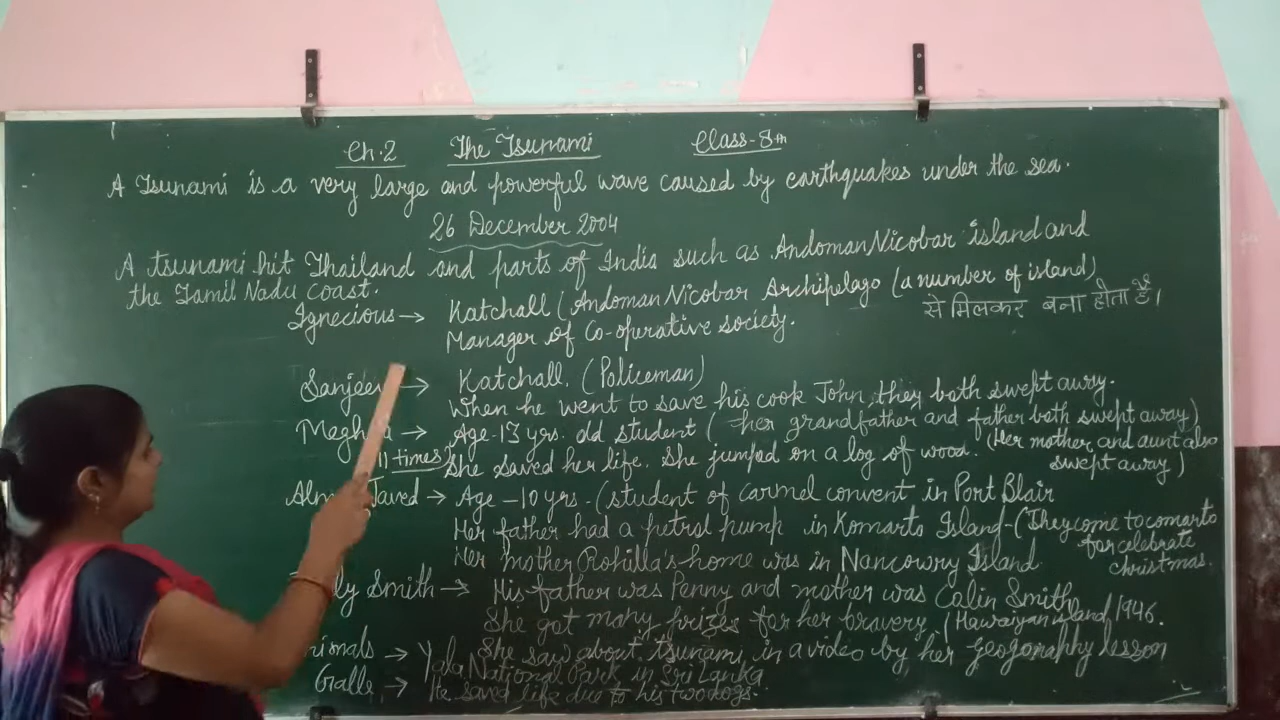 Ch.2 The Tsunami Class-8th
A Tsunami is a very large and powerful wave caused by earthquakes under the sea.
26 December 2004
A tsunami hit Thailand and parts of India such as Andoman Nicobar island and
the Tamil Nadu Coast.
Ignecious → Katchall (Andoman Nicobar Archipelago (a number of island)
से मिलकर बना होता है।
Manager of Co-operative society.
Sanjeev → Katchall. (Policeman)
When he went to save his cook John, they both swept away.
Meghna → Age-13 yrs. old student ( her grandfather and father both swept away)
(11 times) She saved her life. She jumped on a log of wood. (Her mother and aunt also
swept away)
Javed → Age -10 yrs - (student of Carmel convent in Port Blair
Her father had a petrol pump in Komarto Island - (They come to comarto
for celebrate
christmas.
Her mother Rohilla's home was in Nancowry Island.
Smith → His father was Penny and mother was Calin Smith
She got many prizes for her bravery. (Hawaiyan island, 1946.
She saw about tsunami, in a video by her geography lesson
→ Yala National Park in Sri Lanka
Galle → He saved life due to his two dogs.